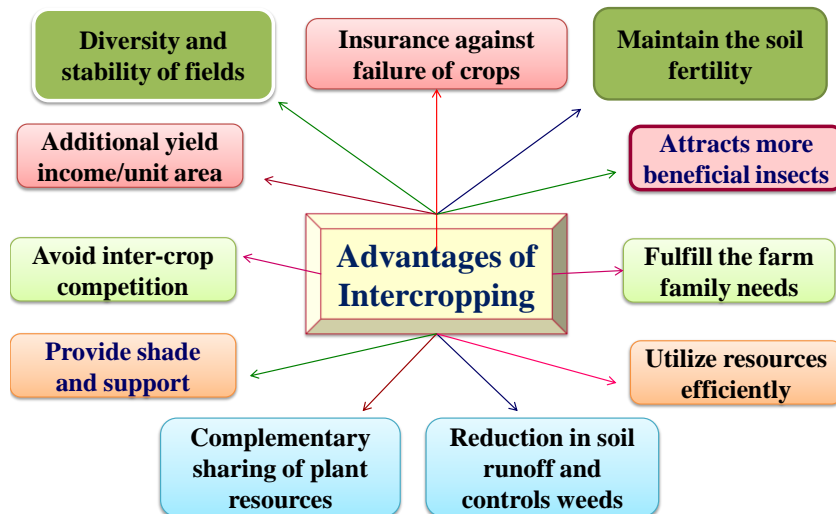 Diversity and
stability of fields
Insurance against
failure of crops
Maintain the soil
fertility
Additional yield
income/unit area
Attracts more
beneficial insects
Advantages of
Intercropping
Avoid inter-crop
competition
Fulfill the farm
family needs
Provide shade
and support
Utilize resources
efficiently
Complementary
sharing of plant
resources
Reduction in soil
runoff and
controls weeds